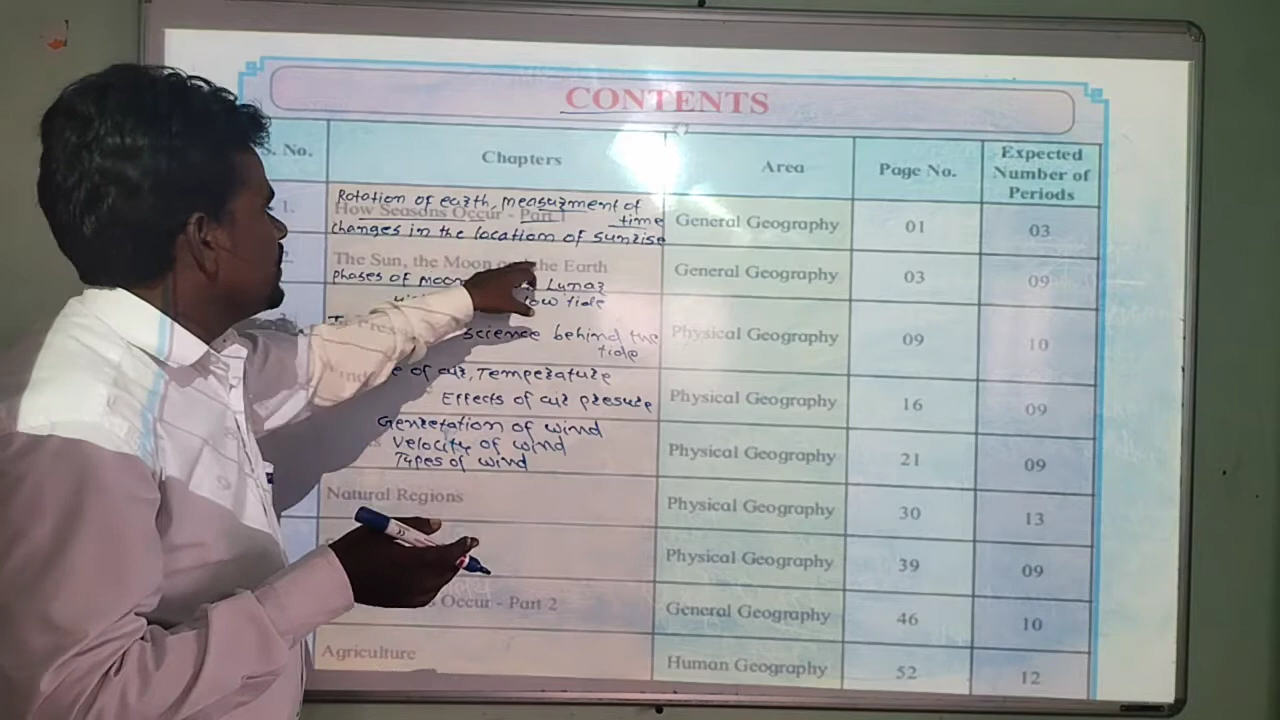 CONTENTS
S. No. Chapters Area Page No. Expected Number of Periods
1. Rotation of earth, measuzment of time
How Seasons Occur - Part 1 General Geography 01 03
changes in the location of sunrise
The Sun, the Moon the Earth General Geography 03 09
phases of moon Lunar
low tide
science behind the tide Physical Geography 09 10
of air, Temperature
Effects of air presure Physical Geography 16 09
Genretation of wind
Velocity of wind Physical Geography 21 09
Types of wind
Natural Regions Physical Geography 30 13
Physical Geography 39 09
Occur - Part 2 General Geography 46 10
Agriculture Human Geography 52 12